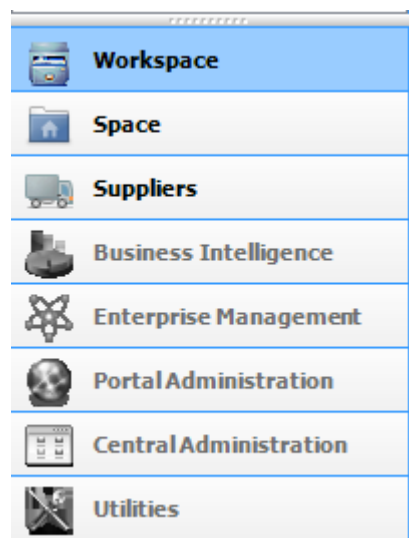 Workspace
Space
Suppliers
Business Intelligence
Enterprise Management
Portal Administration
Central Administration
Utilities